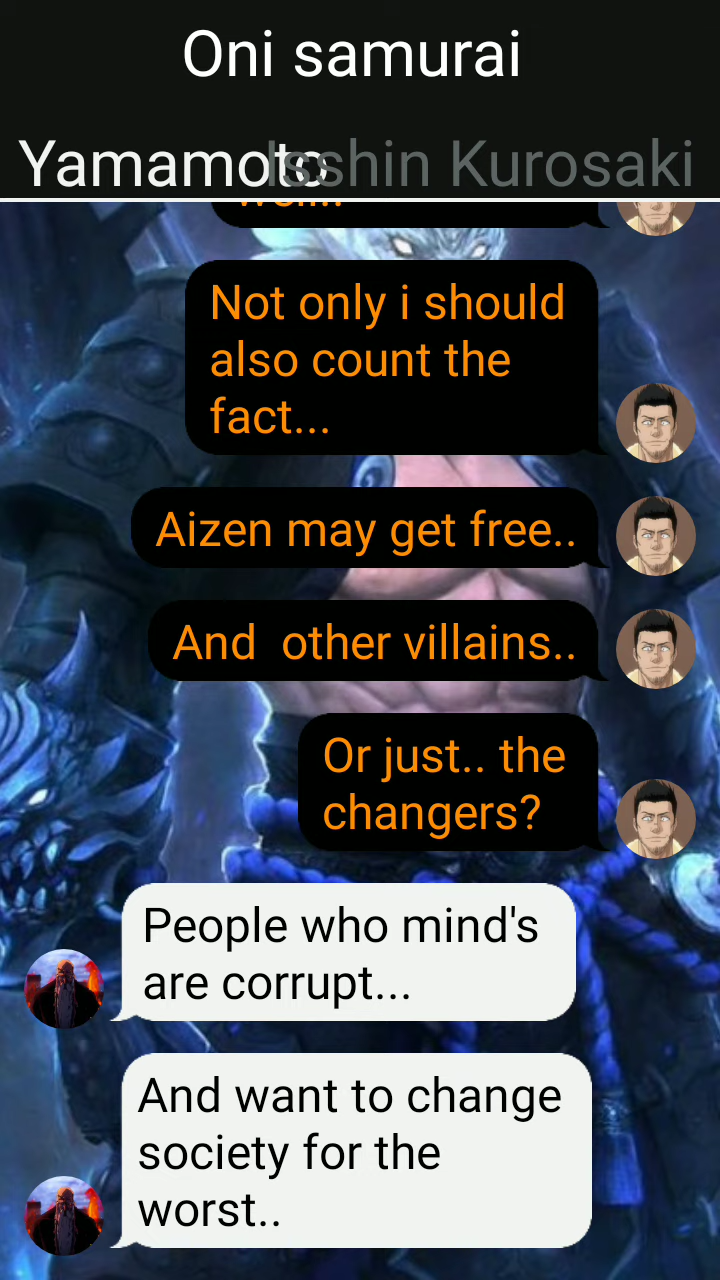 Oni samurai
Yamamoto Isshin Kurosaki
Not only i should
also count the
fact...
Aizen may get free..
And  other villains..
Or just.. the
changers?
People who mind's
are corrupt...
And want to change
society for the
worst..